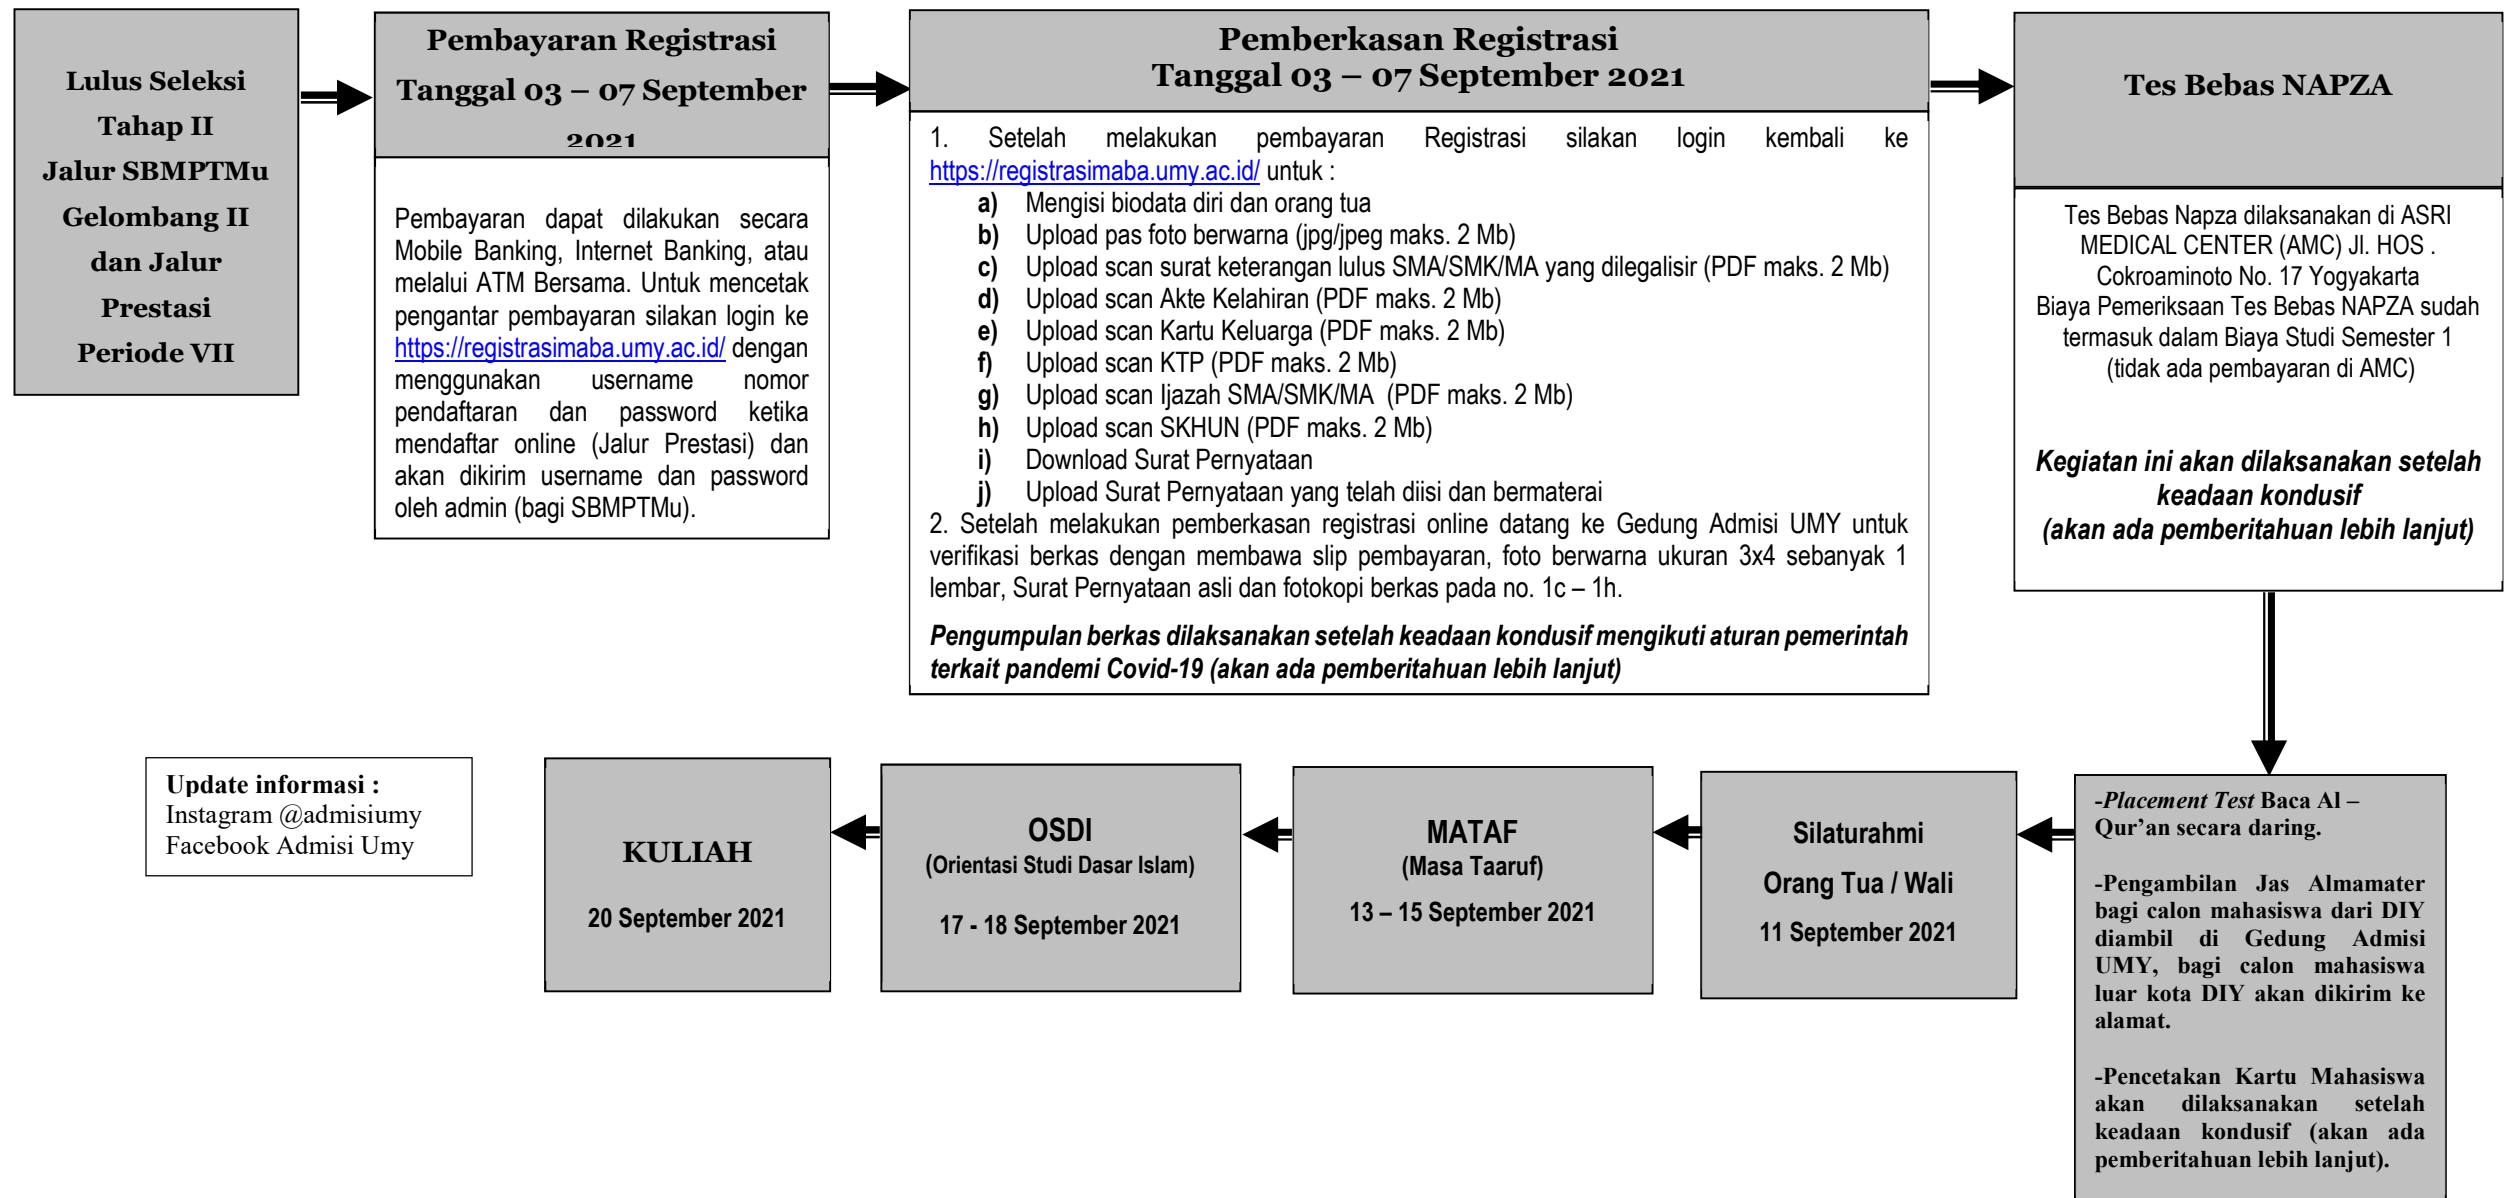 Lulus Seleksi
Tahap II
Jalur SBMPTMu
Gelombang II
dan Jalur
Prestasi
Periode VII
Pembayaran Registrasi
Tanggal 03 – 07 September
2021
Pembayaran dapat dilakukan secara
Mobile Banking, Internet Banking, atau
melalui ATM Bersama. Untuk mencetak
pengantar pembayaran silakan login ke
https://registrasimaba.umy.ac.id/ dengan
menggunakan username nomor
pendaftaran dan password ketika
mendaftar online (Jalur Prestasi) dan
akan dikirim username dan password
oleh admin (bagi SBMPTMu).
Pemberkasan Registrasi
Tanggal 03 – 07 September 2021
1. Setelah melakukan pembayaran Registrasi silakan login kembali ke
https://registrasimaba.umy.ac.id/ untuk :
a) Mengisi biodata diri dan orang tua
b) Upload pas foto berwarna (jpg/jpeg maks. 2 Mb)
c) Upload scan surat keterangan lulus SMA/SMK/MA yang dilegalisir (PDF maks. 2 Mb)
d) Upload scan Akte Kelahiran (PDF maks. 2 Mb)
e) Upload scan Kartu Keluarga (PDF maks. 2 Mb)
f) Upload scan KTP (PDF maks. 2 Mb)
g) Upload scan Ijazah SMA/SMK/MA (PDF maks. 2 Mb)
h) Upload scan SKHUN (PDF maks. 2 Mb)
i) Download Surat Pernyataan
j) Upload Surat Pernyataan yang telah diisi dan bermaterai
2. Setelah melakukan pemberkasan registrasi online datang ke Gedung Admisi UMY untuk
verifikasi berkas dengan membawa slip pembayaran, foto berwarna ukuran 3x4 sebanyak 1
lembar, Surat Pernyataan asli dan fotokopi berkas pada no. 1c – 1h.
Pengumpulan berkas dilaksanakan setelah keadaan kondusif mengikuti aturan pemerintah
terkait pandemi Covid-19 (akan ada pemberitahuan lebih lanjut)
Tes Bebas NAPZA
Tes Bebas Napza dilaksanakan di ASRI
MEDICAL CENTER (AMC) Jl. HOS .
Cokroaminoto No. 17 Yogyakarta
Biaya Pemeriksaan Tes Bebas NAPZA sudah
termasuk dalam Biaya Studi Semester 1
(tidak ada pembayaran di AMC)
Kegiatan ini akan dilaksanakan setelah
keadaan kondusif
(akan ada pemberitahuan lebih lanjut)
-Placement Test Baca Al –
Qur’an secara daring.
-Pengambilan Jas Almamater
bagi calon mahasiswa dari DIY
diambil di Gedung Admisi
UMY, bagi calon mahasiswa
luar kota DIY akan dikirim ke
alamat.
-Pencetakan Kartu Mahasiswa
akan dilaksanakan setelah
keadaan kondusif (akan ada
pemberitahuan lebih lanjut).
Silaturahmi
Orang Tua / Wali
11 September 2021
MATAF
(Masa Taaruf)
13 – 15 September 2021
OSDI
(Orientasi Studi Dasar Islam)
17 - 18 September 2021
KULIAH
20 September 2021
Update informasi :
Instagram @admisiumy
Facebook Admisi Umy